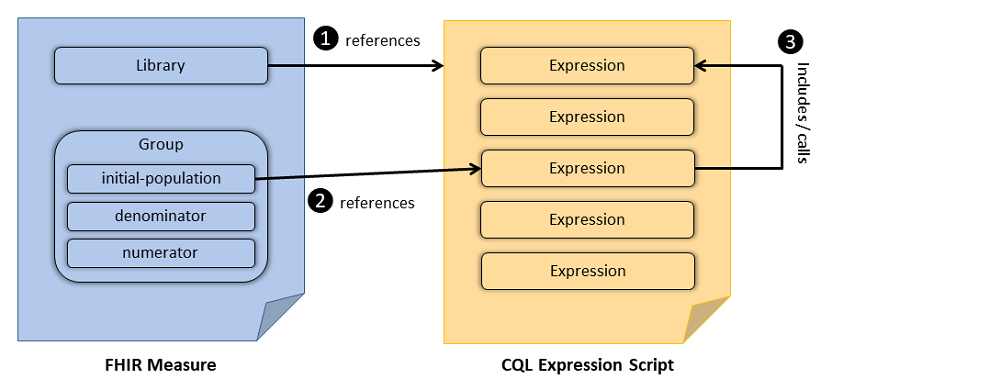 1 references
Library
Group
initial-population
denominator
numerator
2 references
FHIR Measure
Expression
Expression
Expression
Expression
Expression
3
Includes / calls
CQL Expression Script